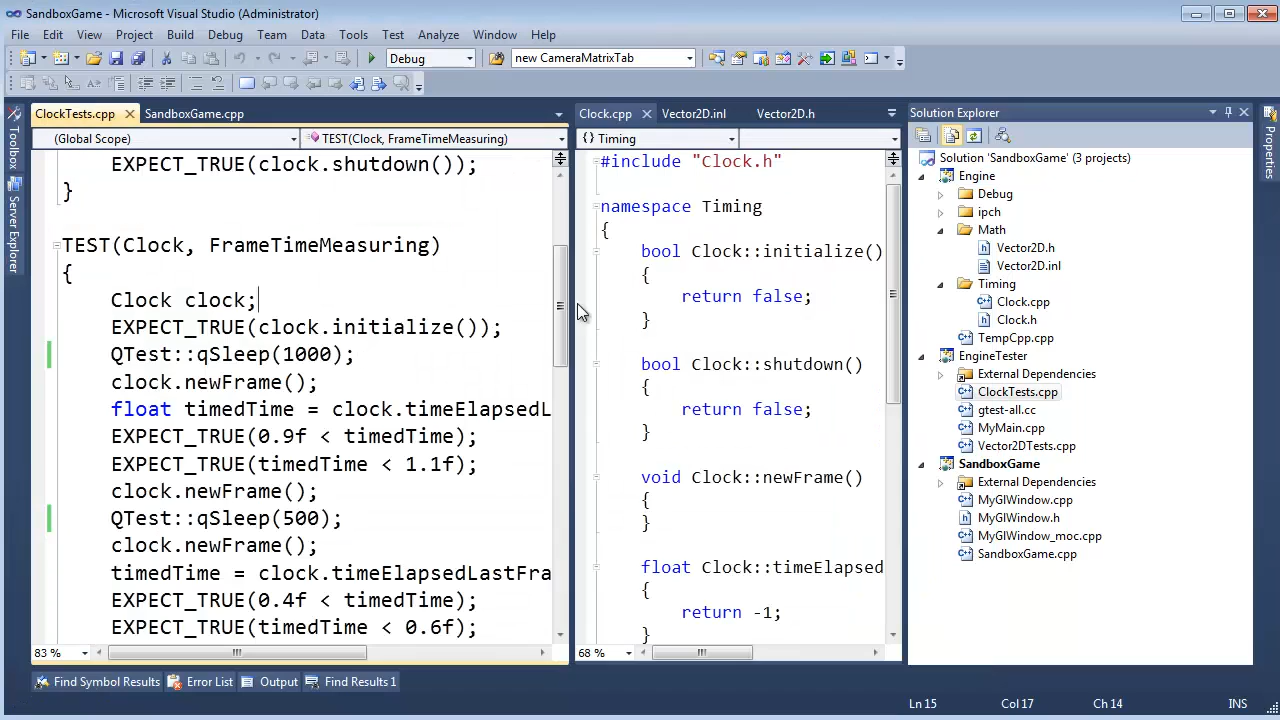 SandboxGame - Microsoft Visual Studio (Administrator)
File Edit View Project Build Debug Team Data Tools Test Analyze Window Help
Debug new CameraMatrixTab
ClockTests.cpp SandboxGame.cpp
(Global Scope) TEST(Clock, FrameTimeMeasuring)
EXPECT_TRUE(clock.shutdown());
}
TEST(Clock, FrameTimeMeasuring)
{
Clock clock;
EXPECT_TRUE(clock.initialize());
QTest::qSleep(1000);
clock.newFrame();
float timedTime = clock.timeElapsedL
EXPECT_TRUE(0.9f < timedTime);
EXPECT_TRUE(timedTime < 1.1f);
clock.newFrame();
QTest::qSleep(500);
clock.newFrame();
timedTime = clock.timeElapsedLastFra
EXPECT_TRUE(0.4f < timedTime);
EXPECT_TRUE(timedTime < 0.6f);
83 %
Clock.cpp Vector2D.inl Vector2D.h
{} Timing
#include "Clock.h"
namespace Timing
{
bool Clock::initialize()
{
return false;
}
bool Clock::shutdown()
{
return false;
}
void Clock::newFrame()
{
}
float Clock::timeElapsed
{
return -1;
}
68 %
Solution Explorer
Solution 'SandboxGame' (3 projects)
Engine
Debug
ipch
Math
Vector2D.h
Vector2D.inl
Timing
Clock.cpp
Clock.h
TempCpp.cpp
EngineTester
External Dependencies
ClockTests.cpp
gtest-all.cc
MyMain.cpp
Vector2DTests.cpp
SandboxGame
External Dependencies
MyGlWindow.cpp
MyGlWindow.h
MyGlWindow_moc.cpp
SandboxGame.cpp
Toolbox
Server Explorer
Properties
Find Symbol Results Error List Output Find Results 1
Ln 15 Col 17 Ch 14 INS